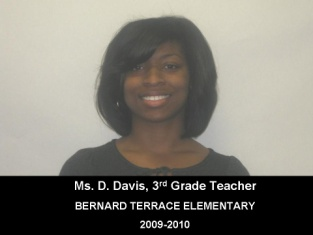 Ms. D. Davis, 3rd Grade Teacher
BERNARD TERRACE ELEMENTARY
2009-2010